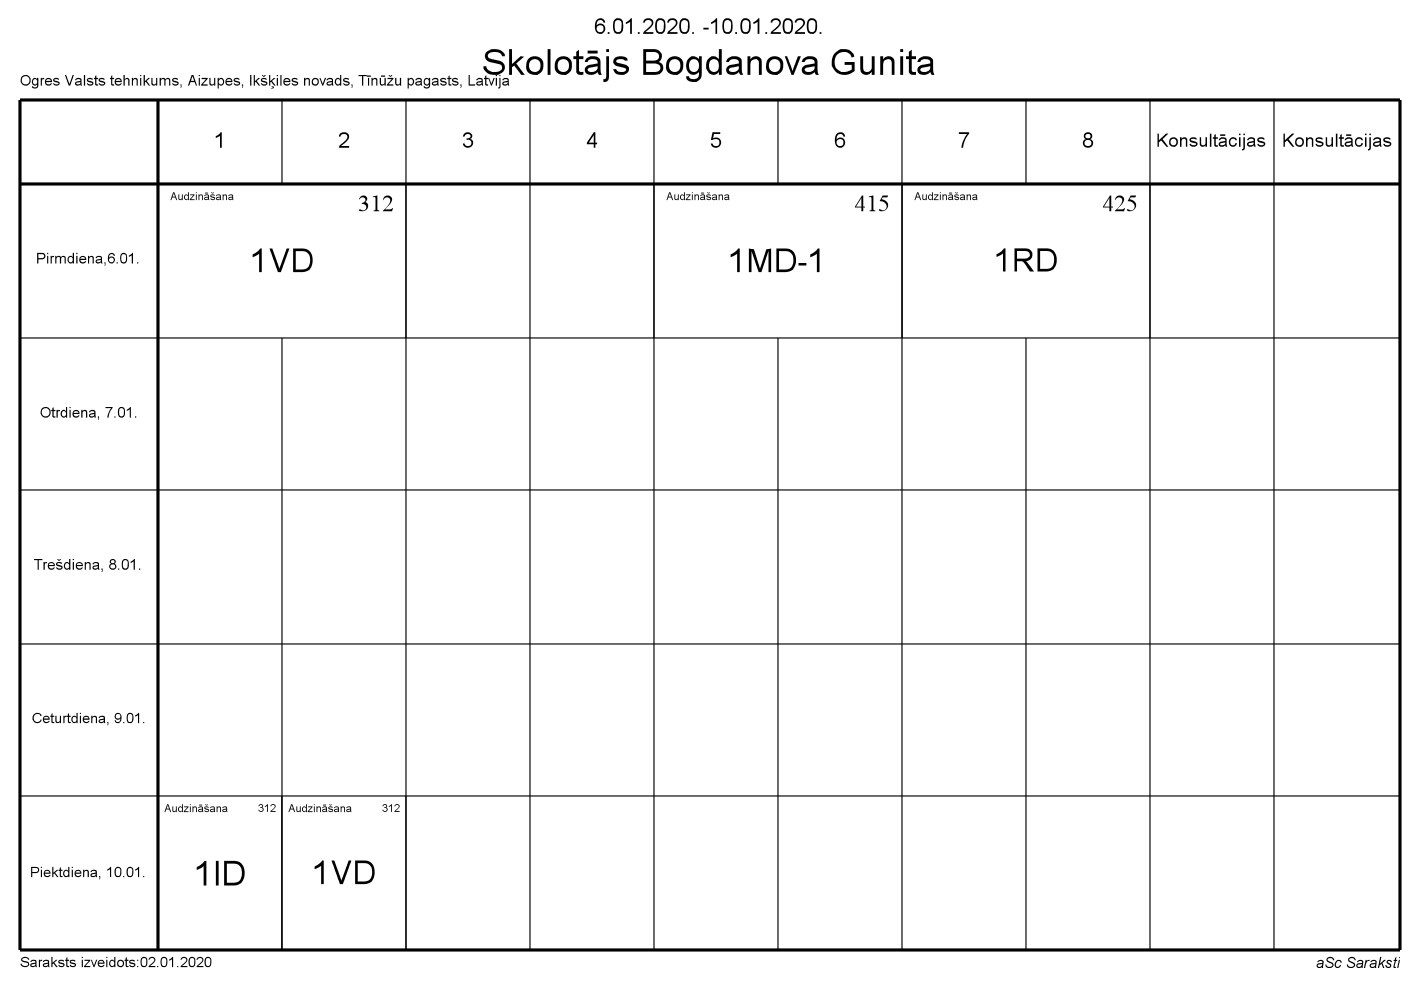 6.01.2020. -10.01.2020.
Skolotājs Bogdanova Gunita
Ogres Valsts tehnikums, Aizupes, Ikšķiles novads, Tīnūžu pagasts, Latvija
1 2 3 4 5 6 7 8 Konsultācijas Konsultācijas
Audzināšana 312 Audzināšana 415 Audzināšana 425
Pirmdiena,6.01. 1VD 1MD-1 1RD
Otrdiena, 7.01.
Trešdiena, 8.01.
Ceturtdiena, 9.01.
Audzināšana 312 Audzināšana 312
Piektdiena, 10.01. 1ID 1VD
Saraksts izveidots:02.01.2020 aSc Saraksti